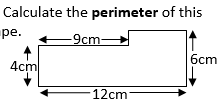 Calculate the perimeter of this
pe.
9cm
4cm
6cm
12cm